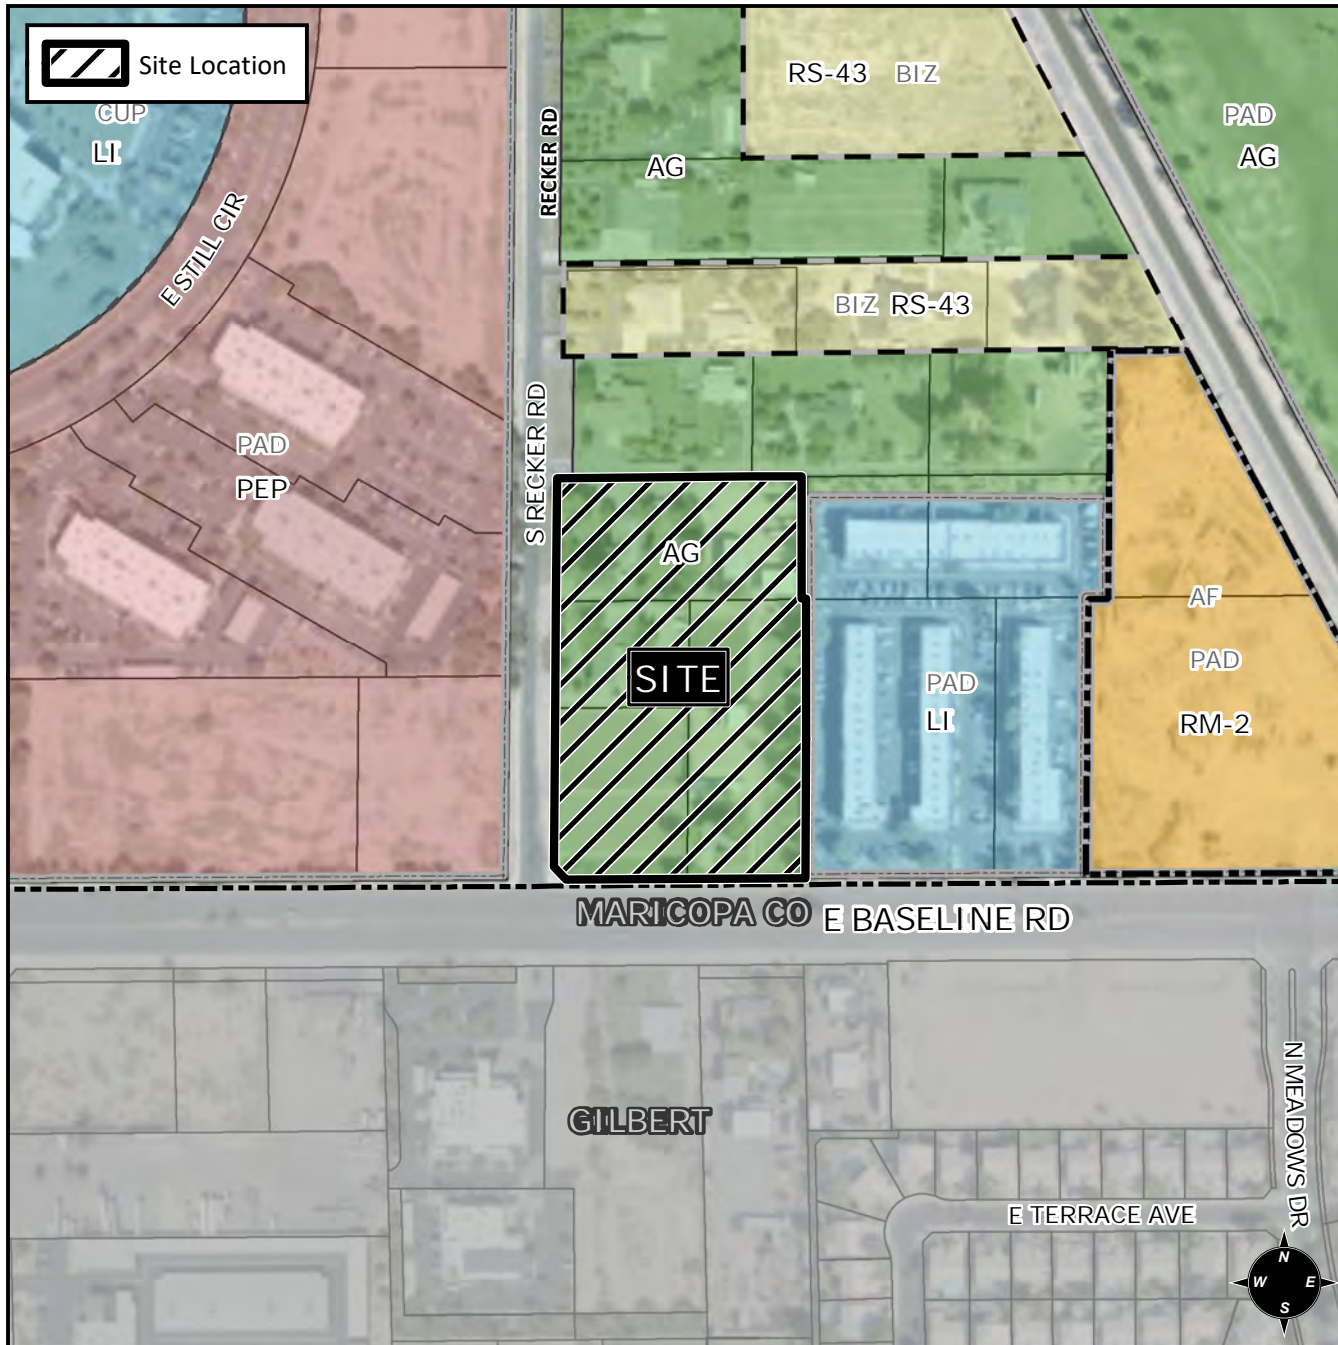 Site Location
CUP
LI
E STILL CIR
RECKER RD
RS-43 BIZ
AG
PAD
AG
BIZ RS-43
PAD
PEP
S RECKER RD
AG
SITE
PAD
LI
AF
PAD
RM-2
MARICOPA CO
E BASELINE RD
GILBERT
N MEADOWS DR
E TERRACE AVE
N
W E
S